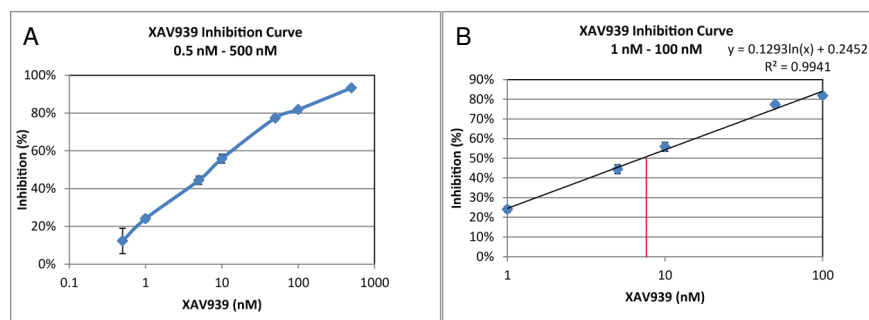 A
XAV939 Inhibition Curve
0.5 nM - 500 nM
Inhibition (%)
100%
80%
60%
40%
20%
0%
0.1
1
10
100
1000
XAV939 (nM)
B
XAV939 Inhibition Curve
1 nM - 100 nM
y = 0.1293ln(x) + 0.2452
R² = 0.9941
Inhibition (%)
90%
80%
70%
60%
50%
40%
30%
20%
10%
0%
1
10
100
XAV939 (nM)